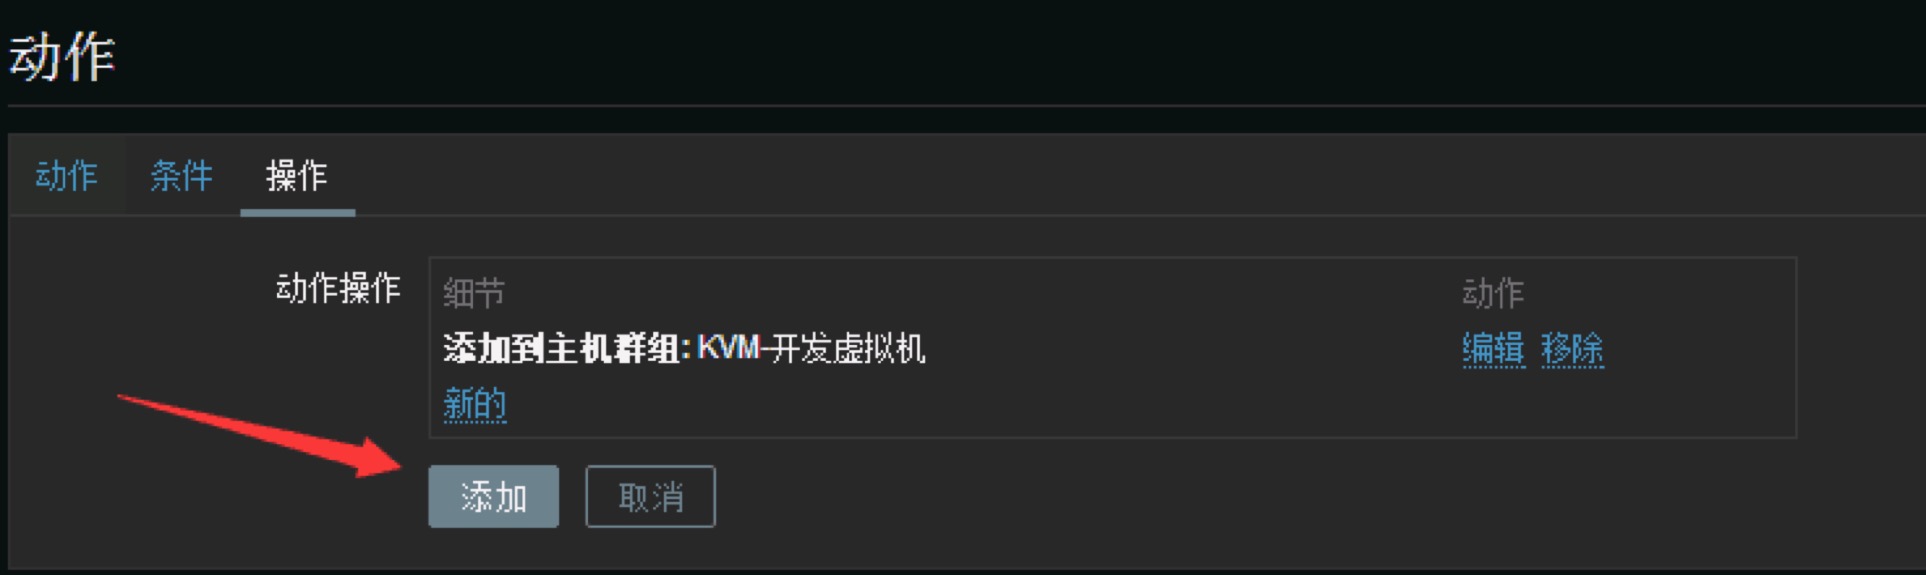 动作
动作 条件 操作
动作操作 细节 动作
添加到主机群组: KVM-开发虚拟机 编辑 移除
新的
添加 取消